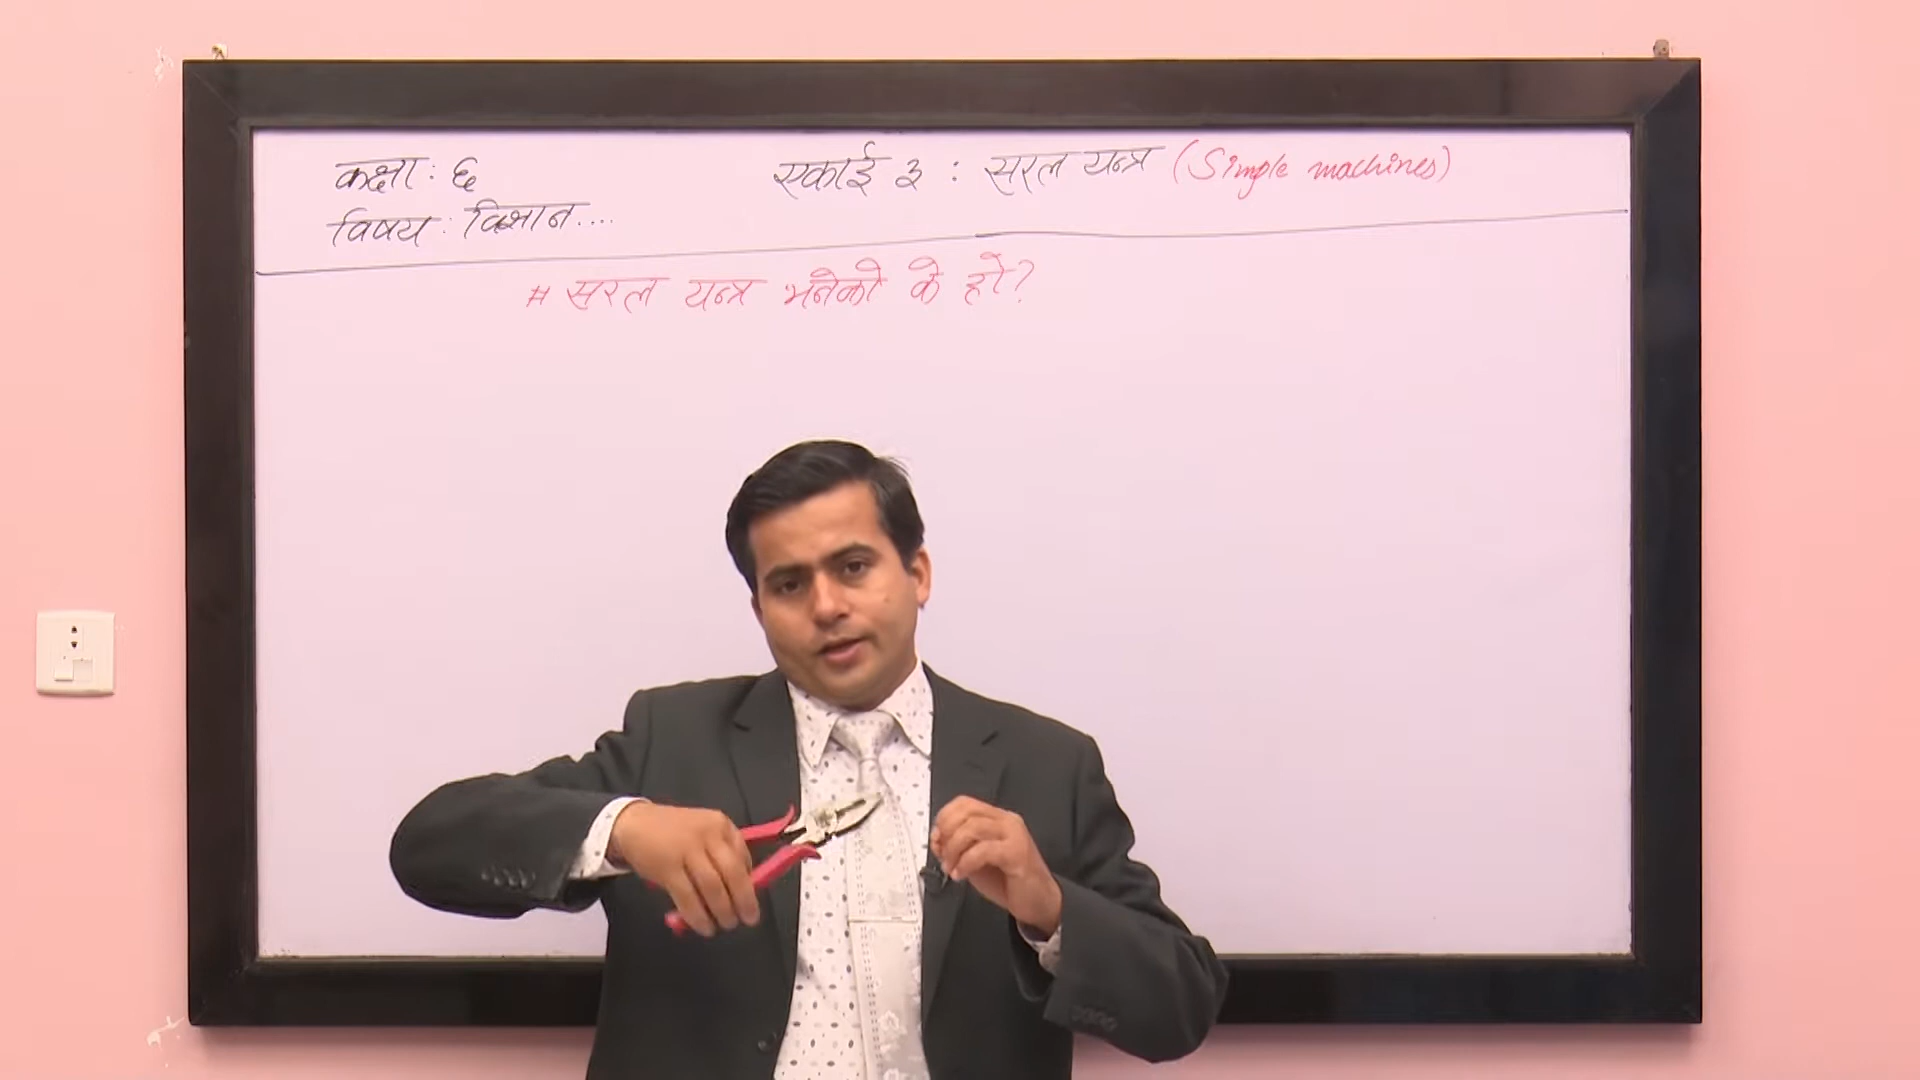 कक्षा: ६
एकाई ३ : सरल यन्त्र (Simple machines)
विषय: विज्ञान....
# सरल यन्त्र भनेको के हो?